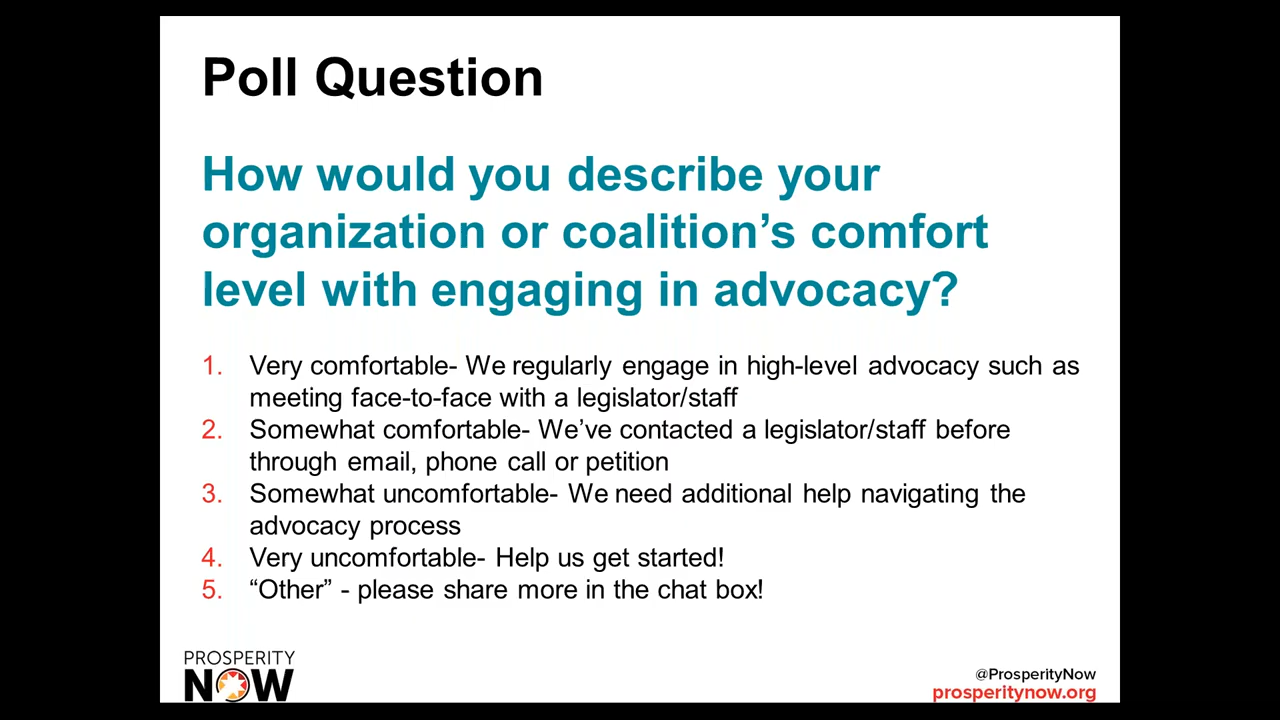 Poll Question
How would you describe your
organization or coalition’s comfort
level with engaging in advocacy?
1. Very comfortable- We regularly engage in high-level advocacy such as
meeting face-to-face with a legislator/staff
2. Somewhat comfortable- We’ve contacted a legislator/staff before
through email, phone call or petition
3. Somewhat uncomfortable- We need additional help navigating the
advocacy process
4. Very uncomfortable- Help us get started!
5. “Other” - please share more in the chat box!
PROSPERITY
NOW
@ProsperityNow
prosperitynow.org